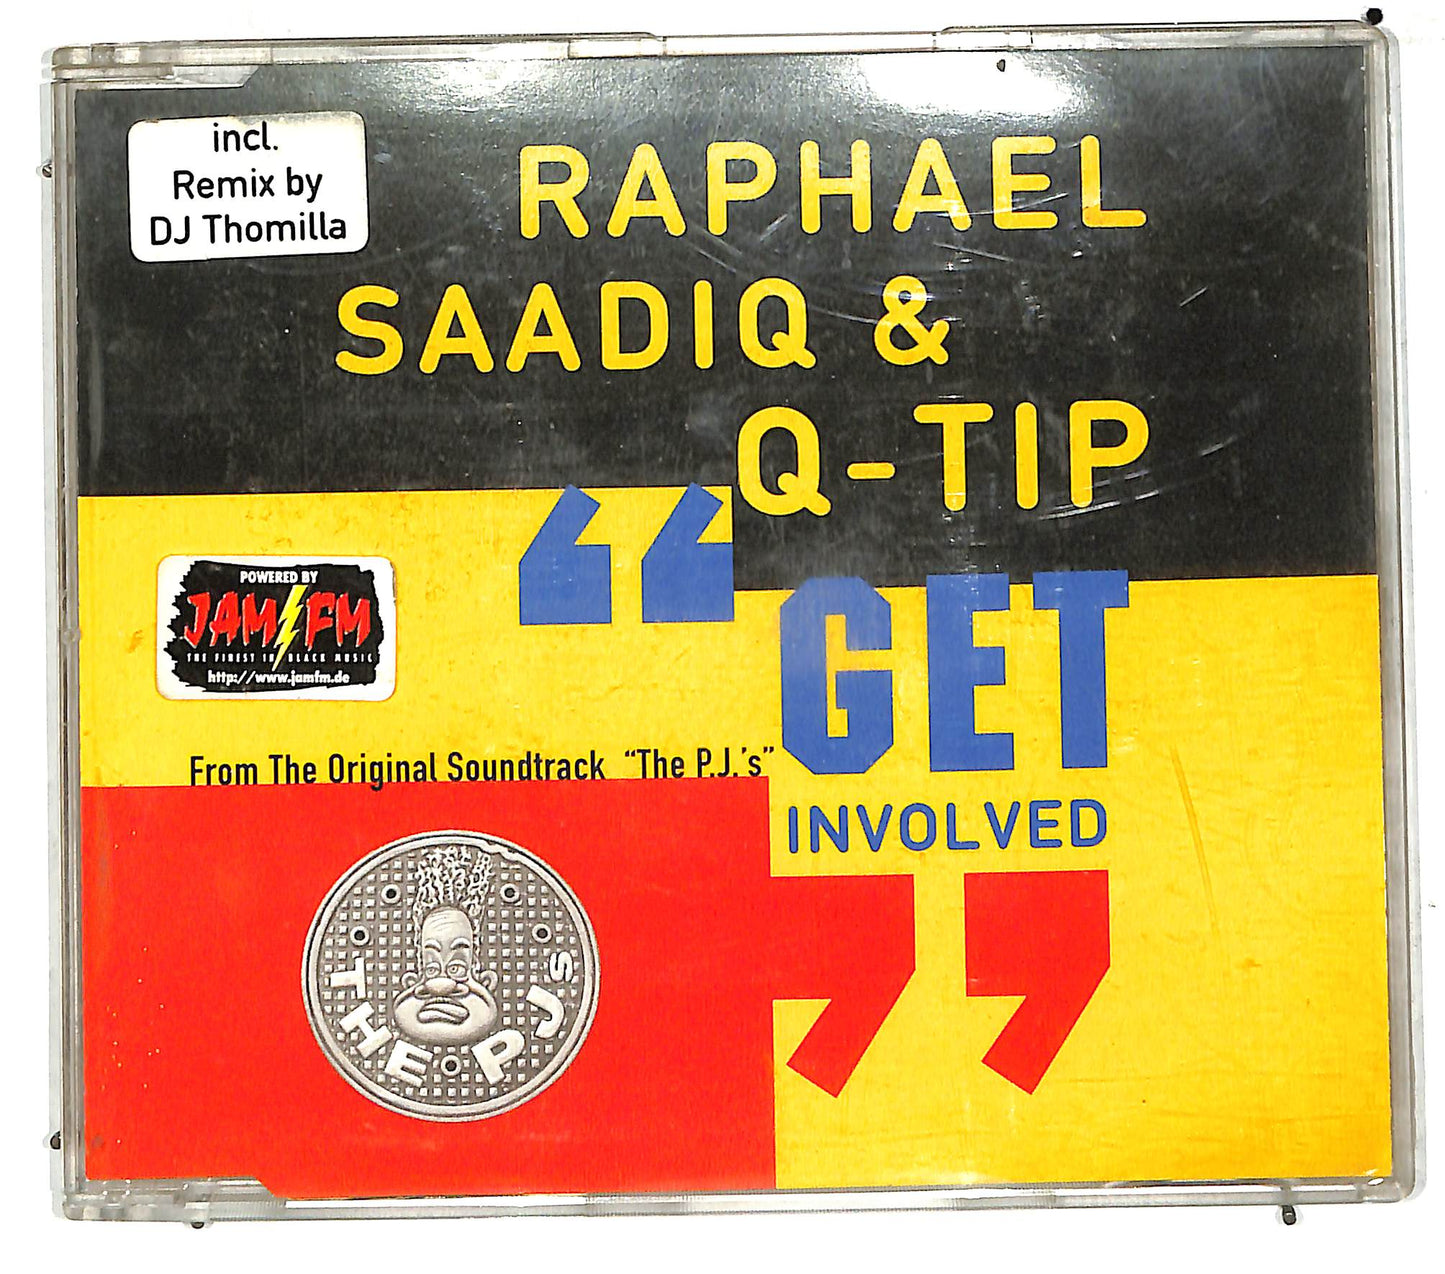 incl.
Remix by
DJ Thomilla
RAPHAEL
SAADIQ &
Q-TIP
“GET
INVOLVED
”
POWERED BY
JAM FM
THE FINEST IN BLACK MUSIC
http://www.jamfm.de
From The Original Soundtrack “The P.J.'s”
THE PJs